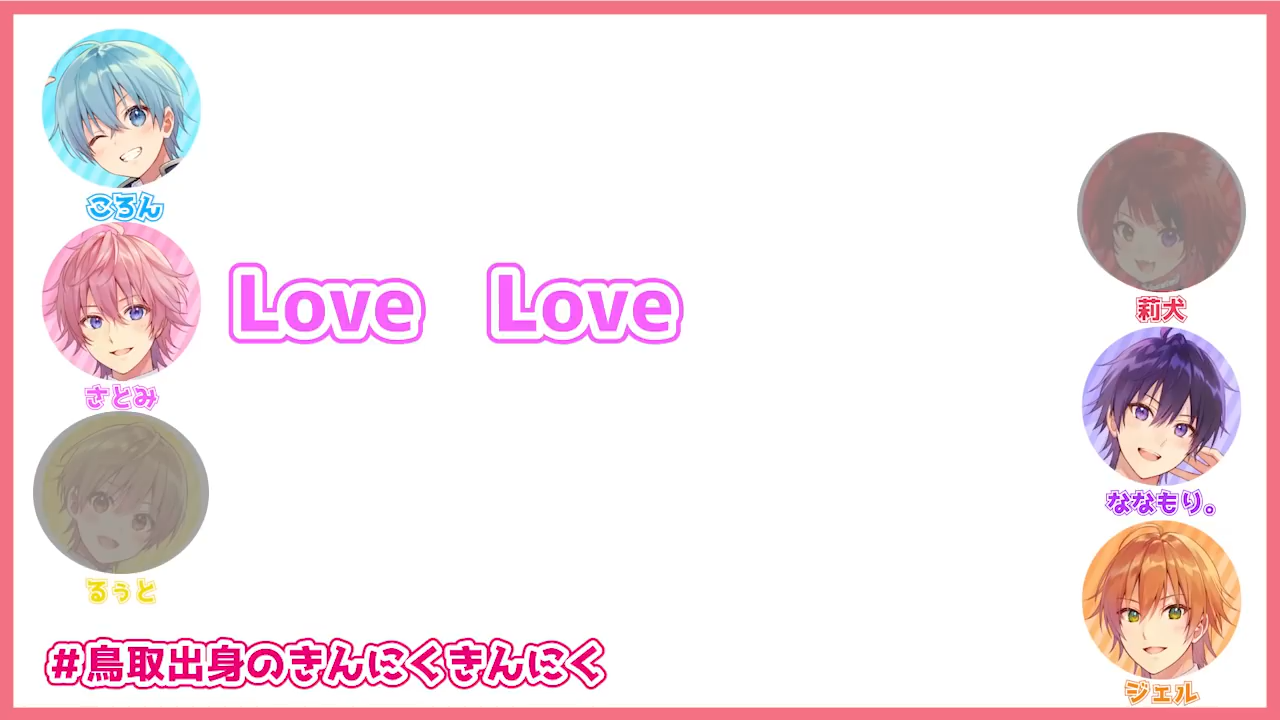 ころん
さとみ
Love Love
るぅと
莉犬
ななもり。
ジェル
#鳥取出身のきんにくきんにく